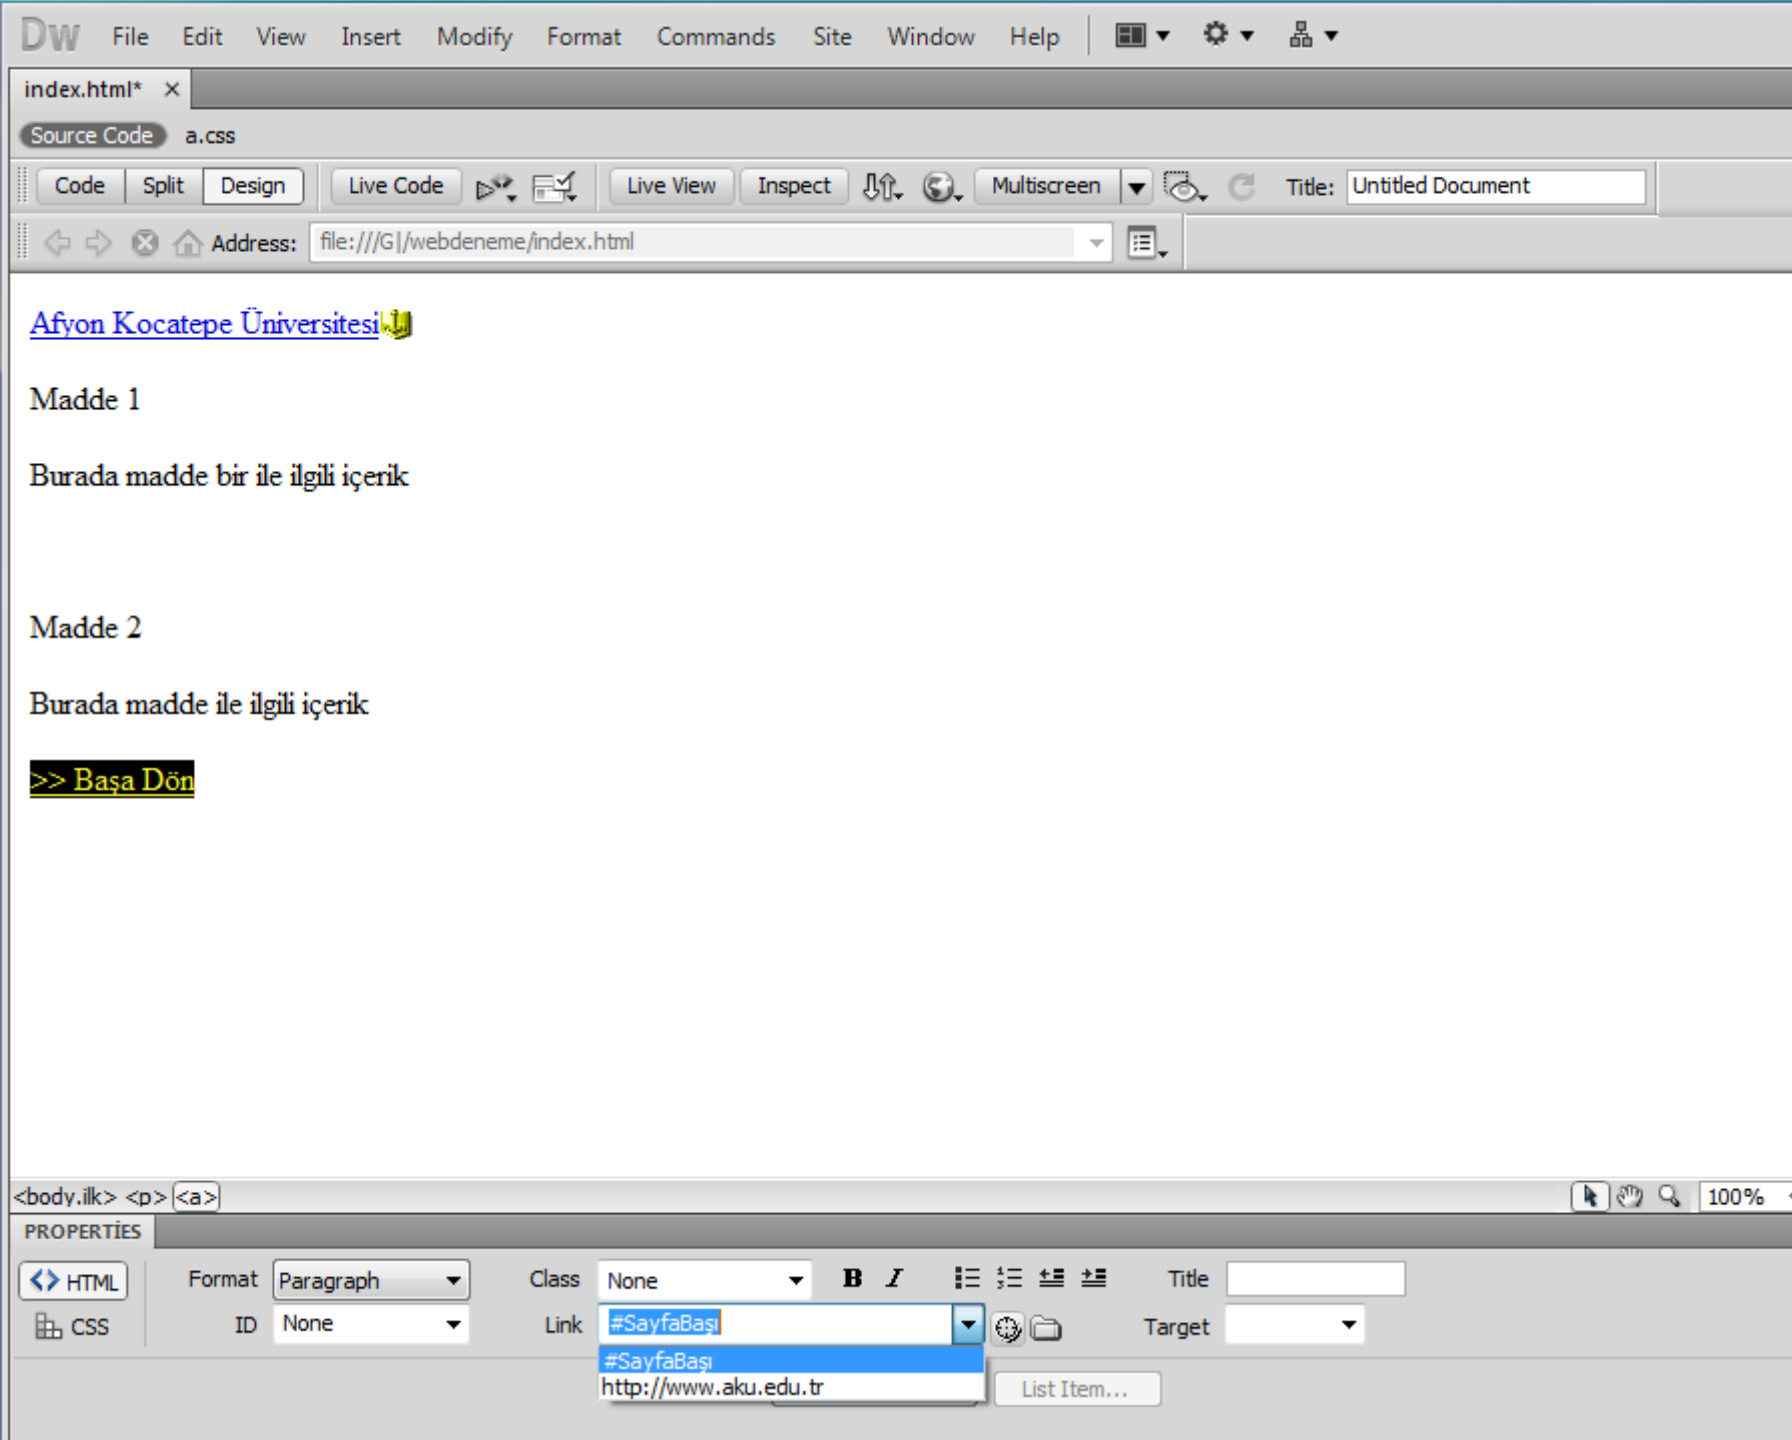 Dw File Edit View Insert Modify Format Commands Site Window Help
index.html*
Source Code a.css
Code Split Design Live Code Live View Inspect Multiscreen Title: Untitled Document
Address: file:///G|/webdeneme/index.html
Afyon Kocatepe Üniversitesi
Madde 1
Burada madde bir ile ilgili içerik
Madde 2
Burada madde ile ilgili içerik
>> Başa Dön
<body.ilk> <p> <a> 100%
PROPERTİES
<> HTML Format Paragraph Class None B I Title
CSS ID None Link #SayfaBaşı Target
#SayfaBaşı
http://www.aku.edu.tr List Item...